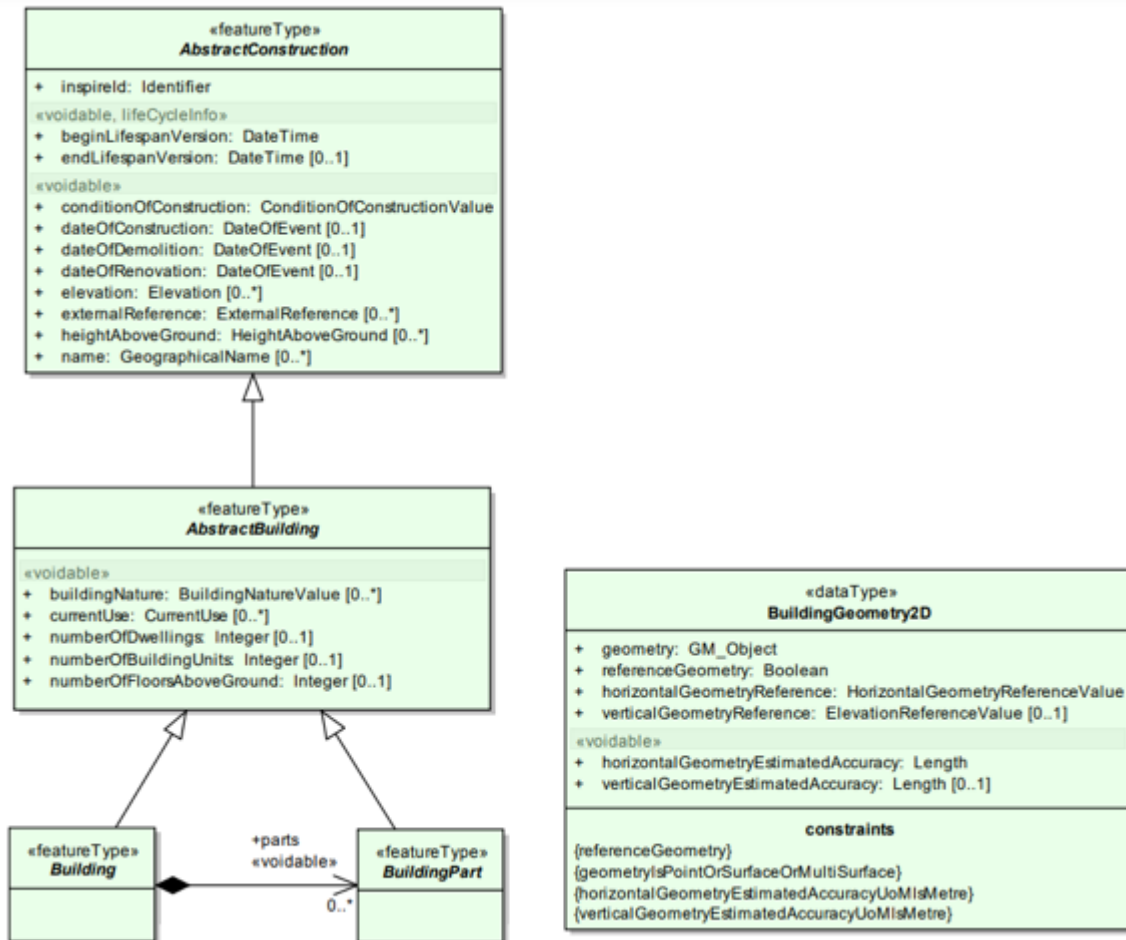 «featureType»
AbstractConstruction
+ inspireId: Identifier
«voidable, lifeCycleInfo»
+ beginLifespanVersion: DateTime
+ endLifespanVersion: DateTime [0..1]
«voidable»
+ conditionOfConstruction: ConditionOfConstructionValue
+ dateOfConstruction: DateOfEvent [0..1]
+ dateOfDemolition: DateOfEvent [0..1]
+ dateOfRenovation: DateOfEvent [0..1]
+ elevation: Elevation [0..*]
+ externalReference: ExternalReference [0..*]
+ heightAboveGround: HeightAboveGround [0..*]
+ name: GeographicalName [0..*]
«featureType»
AbstractBuilding
«voidable»
+ buildingNature: BuildingNatureValue [0..*]
+ currentUse: CurrentUse [0..*]
+ numberOfDwellings: Integer [0..1]
+ numberOfBuildingUnits: Integer [0..1]
+ numberOfFloorsAboveGround: Integer [0..1]
«featureType»
Building
+parts
«voidable»
0..*
«featureType»
BuildingPart
«dataType»
BuildingGeometry2D
+ geometry: GM_Object
+ referenceGeometry: Boolean
+ horizontalGeometryReference: HorizontalGeometryReferenceValue
+ verticalGeometryReference: ElevationReferenceValue [0..1]
«voidable»
+ horizontalGeometryEstimatedAccuracy: Length
+ verticalGeometryEstimatedAccuracy: Length [0..1]
constraints
{referenceGeometry}
{geometryIsPointOrSurfaceOrMultiSurface}
{horizontalGeometryEstimatedAccuracyUoMIsMetre}
{verticalGeometryEstimatedAccuracyUoMIsMetre}